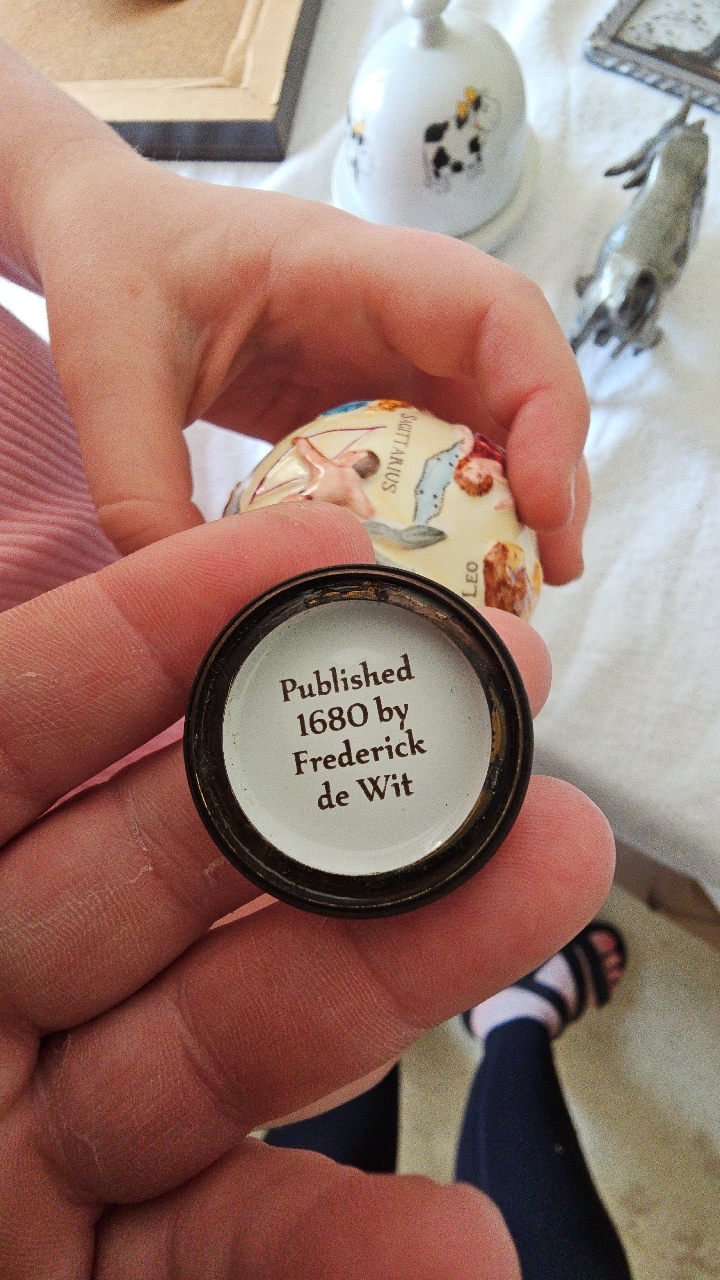 SAGITTARIUS
LEO
Published
1680 by
Frederick
de Wit